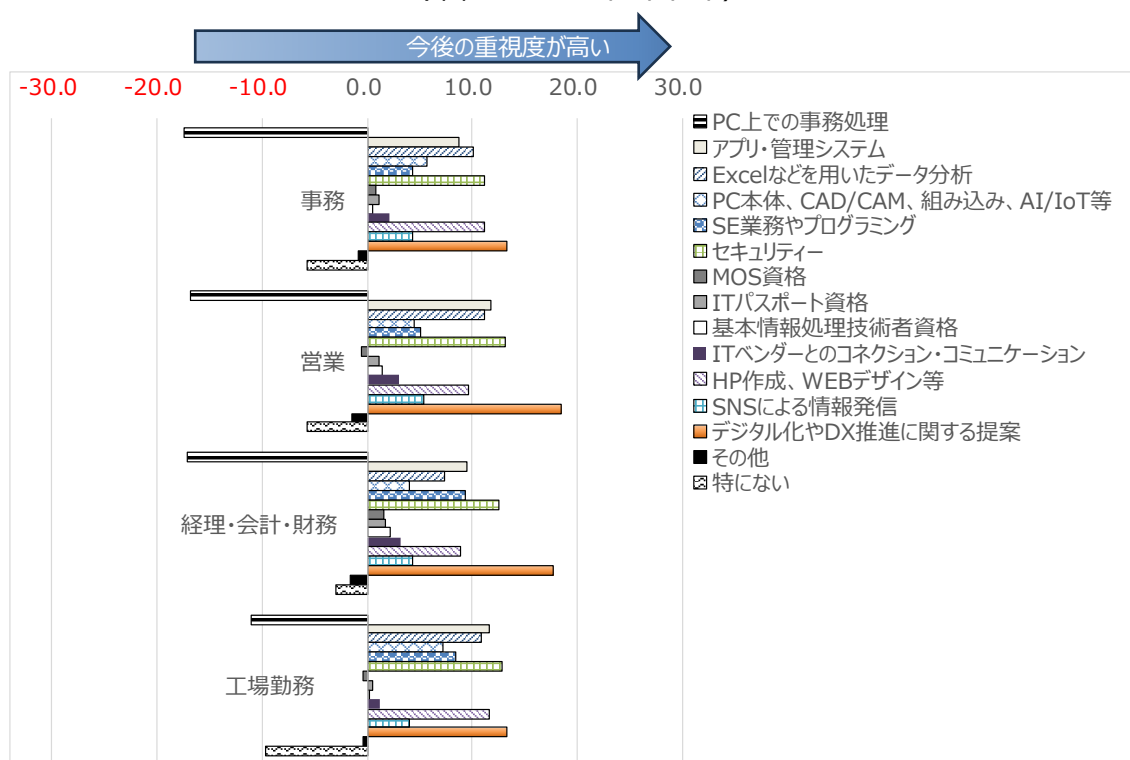 今後の重視度が高い
-30.0 -20.0 -10.0 0.0 10.0 20.0 30.0
事務
営業
経理・会計・財務
工場勤務
PC上での事務処理
アプリ・管理システム
Excelなどを用いたデータ分析
PC本体、CAD/CAM、組み込み、AI/IoT等
SE業務やプログラミング
セキュリティー
MOS資格
ITパスポート資格
基本情報処理技術者資格
ITベンダーとのコネクション・コミュニケーション
HP作成、WEBデザイン等
SNSによる情報発信
デジタル化やDX推進に関する提案
その他
特にない